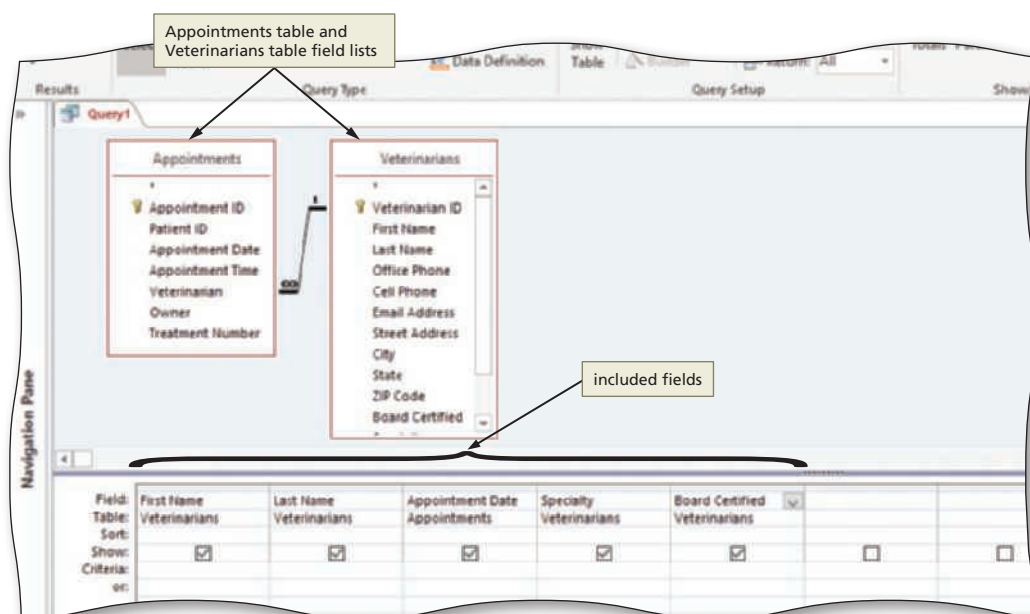 Appointments table and
Veterinarians table field lists
Data Definition
Table
Return: All
Results
Query Type
Query Setup
Show
Query1
Appointments
*
Appointment ID
Patient ID
Appointment Date
Appointment Time
Veterinarian
Owner
Treatment Number
1
∞
Veterinarians
*
Veterinarian ID
First Name
Last Name
Office Phone
Cell Phone
Email Address
Street Address
City
State
ZIP Code
Board Certified
included fields
Navigation Pane
Field: First Name Last Name Appointment Date Specialty Board Certified
Table: Veterinarians Veterinarians Appointments Veterinarians Veterinarians
Sort:
Show:
Criteria:
or: